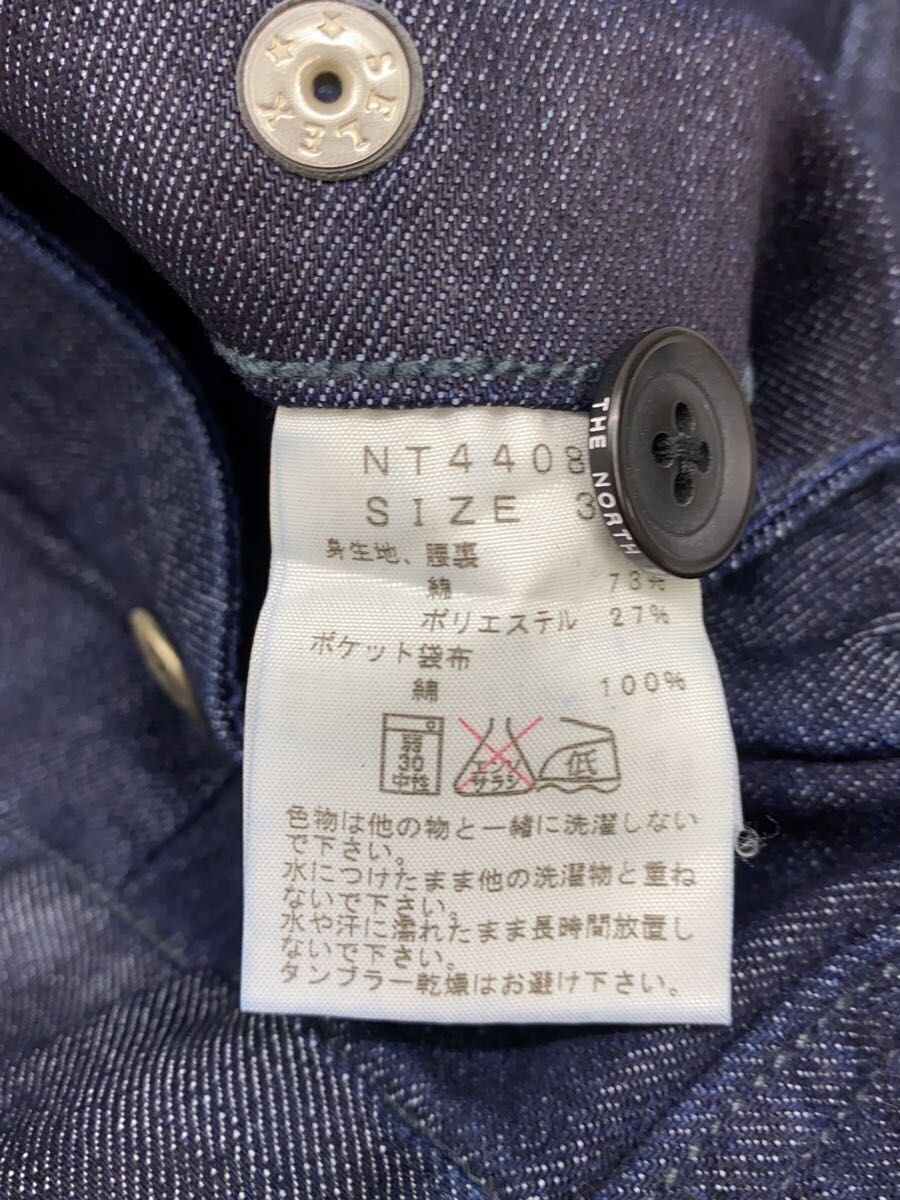 SELEX
NT4408
SIZE 3
THE NORTH
身生地、腰裏
綿 73%
ポリエステル 27%
ポケット袋布
綿 100%
弱
30
中性
エンソ
サラシ
低
色物は他の物と一緒に洗濯しない
で下さい。
水につけたまま他の洗濯物と重ね
ないで下さい。
水や汗に濡れたまま長時間放置し
ないで下さい。
タンブラー乾燥はお避け下さい。